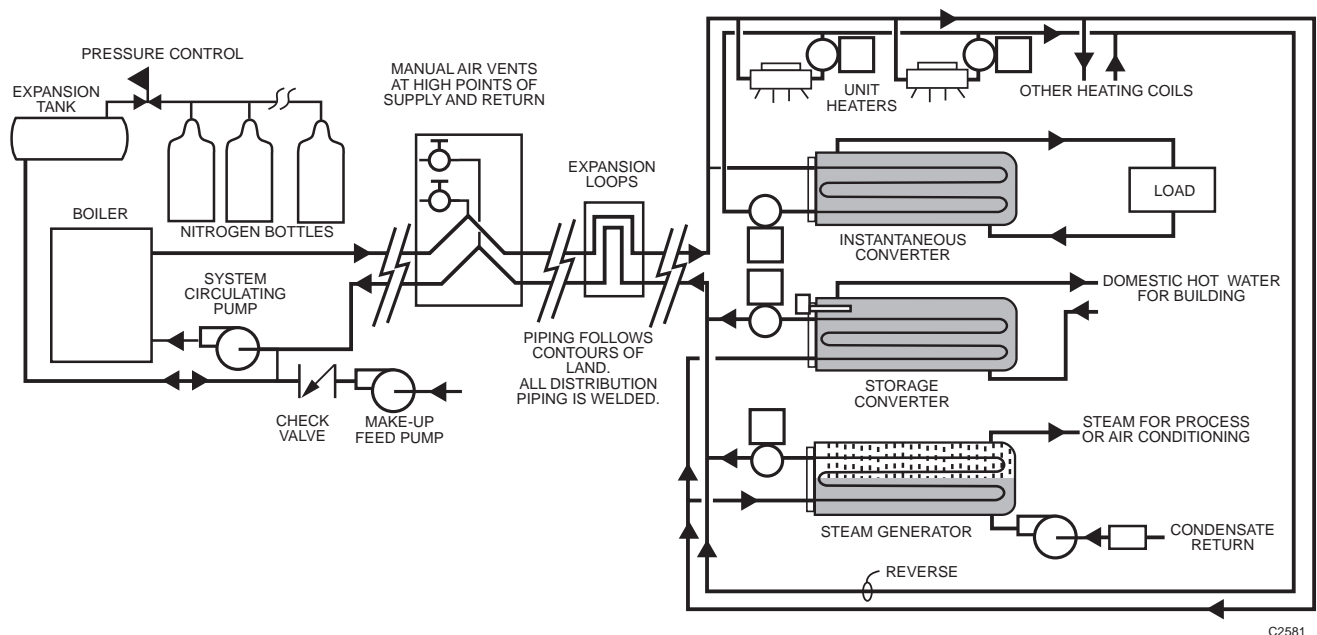 PRESSURE CONTROL
EXPANSION
TANK
NITROGEN BOTTLES
BOILER
SYSTEM
CIRCULATING
PUMP
CHECK
VALVE
MAKE-UP
FEED PUMP
MANUAL AIR VENTS
AT HIGH POINTS OF
SUPPLY AND RETURN
EXPANSION
LOOPS
PIPING FOLLOWS
CONTOURS OF
LAND.
ALL DISTRIBUTION
PIPING IS WELDED.
UNIT
HEATERS
OTHER HEATING COILS
LOAD
INSTANTANEOUS
CONVERTER
DOMESTIC HOT WATER
FOR BUILDING
STORAGE
CONVERTER
STEAM FOR PROCESS
OR AIR CONDITIONING
STEAM GENERATOR
CONDENSATE
RETURN
REVERSE
C2581